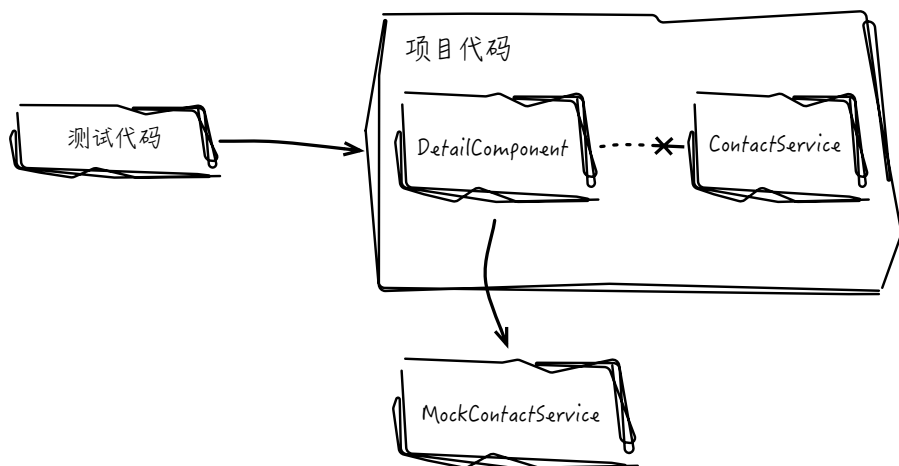 项目代码
测试代码
DetailComponent
ContactService
MockContactService